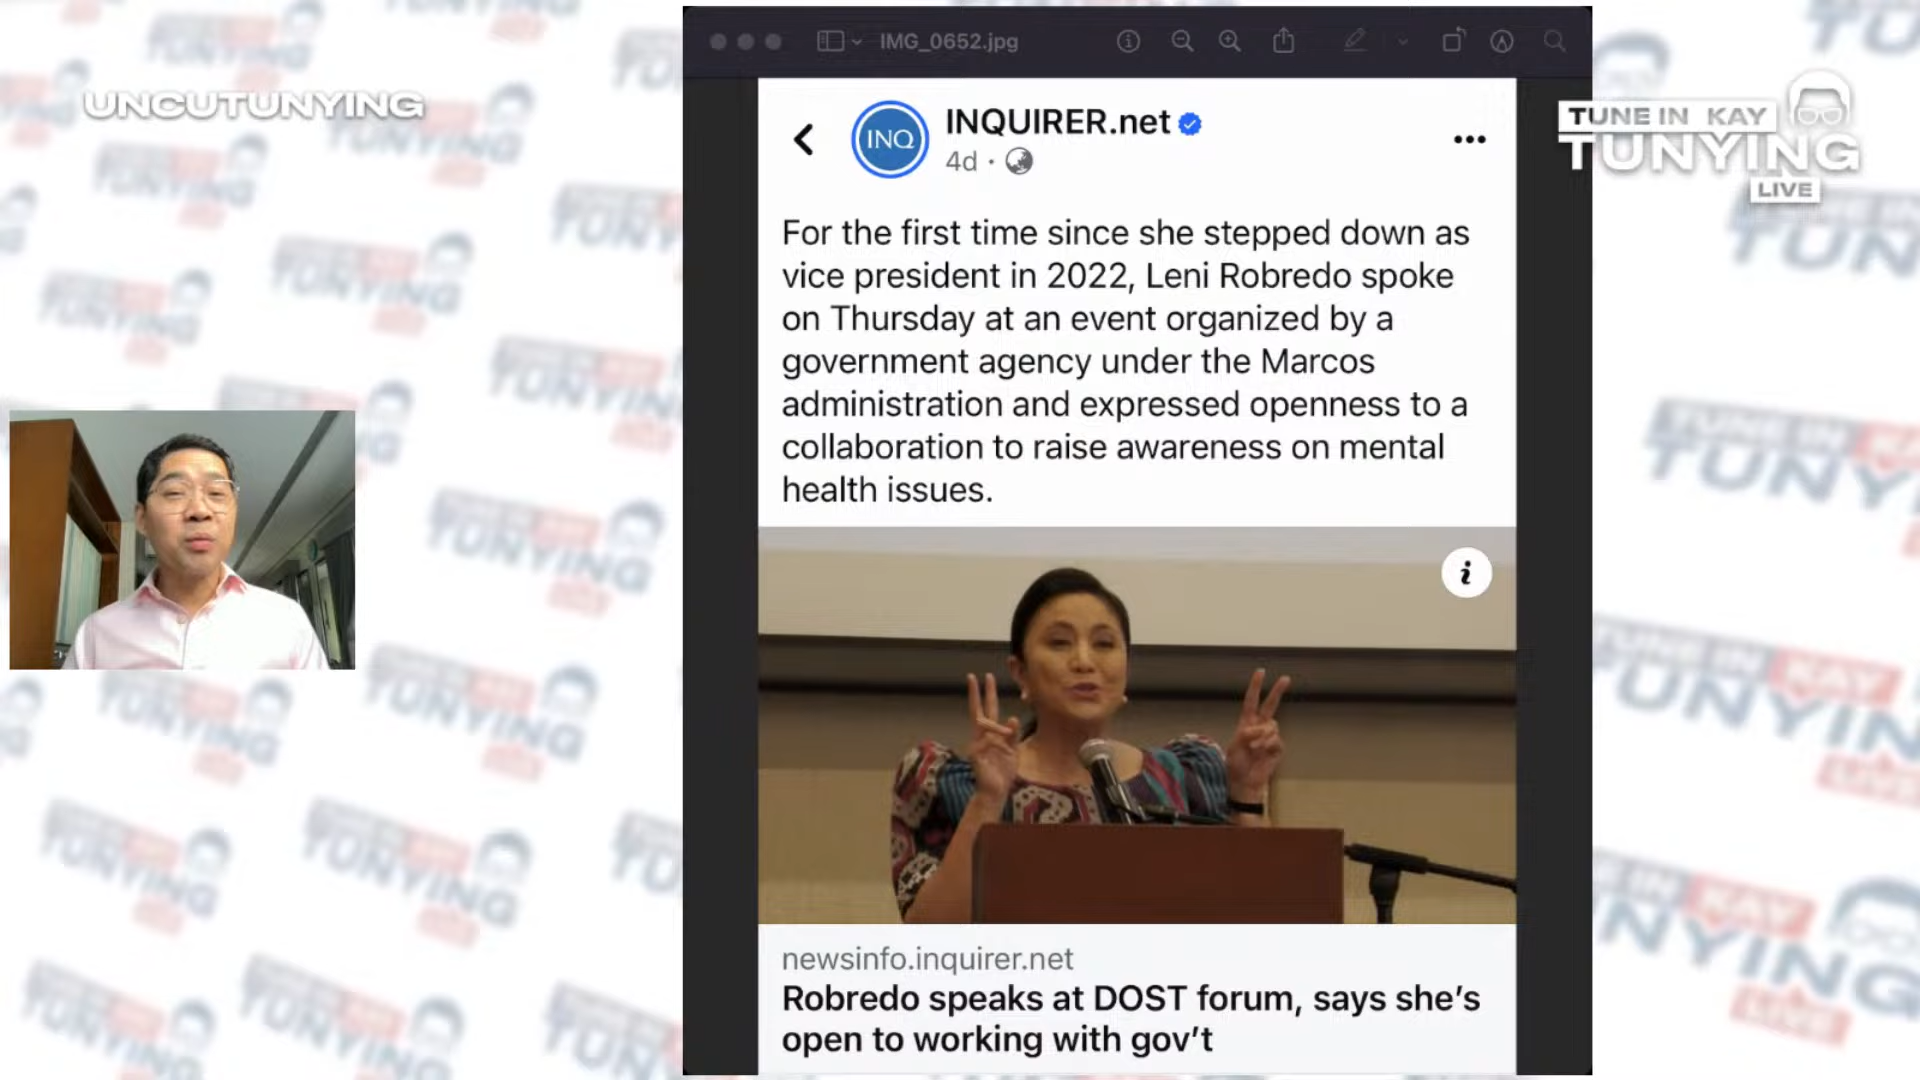 UNCUTUNYING
IMG_0652.jpg
TUNE IN KAY
TUNYING
LIVE
INQ
INQUIRER.net
4d ·
For the first time since she stepped down as
vice president in 2022, Leni Robredo spoke
on Thursday at an event organized by a
government agency under the Marcos
administration and expressed openness to a
collaboration to raise awareness on mental
health issues.
newsinfo.inquirer.net
Robredo speaks at DOST forum, says she's
open to working with gov't